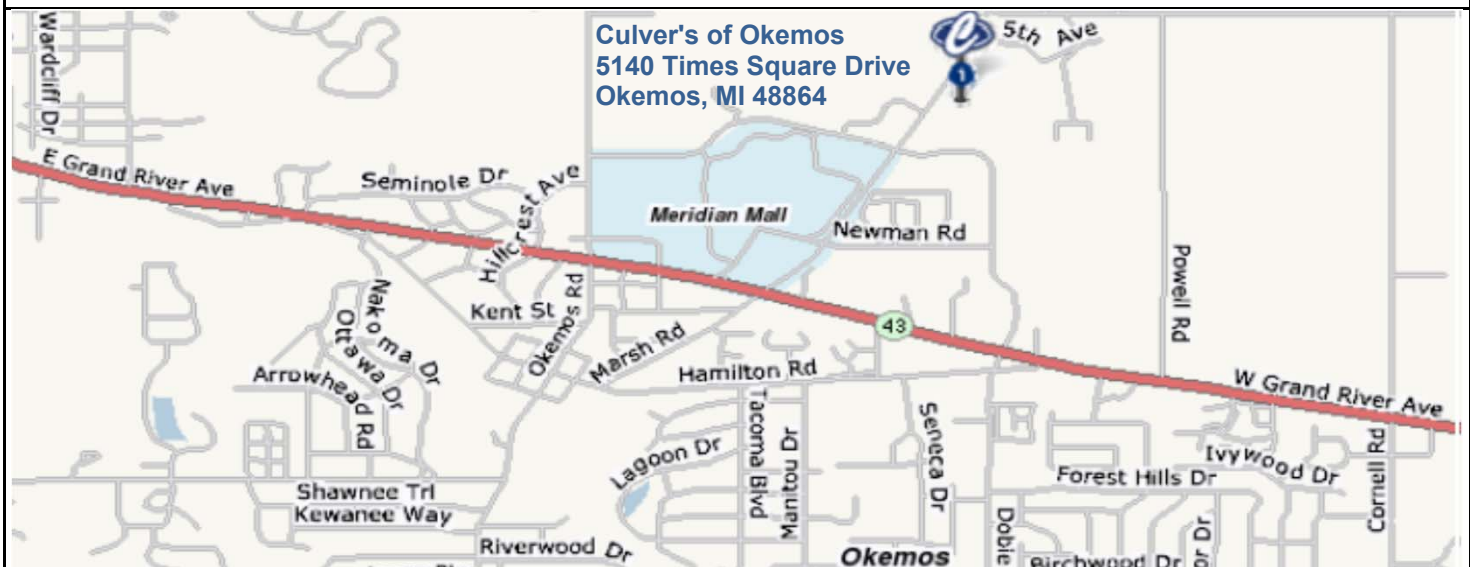 Culver's of Okemos
5140 Times Square Drive
Okemos, MI 48864
5th Ave
1
Wardcliff Dr
E Grand River Ave
Seminole Dr
Hillcrest Ave
Meridian Mall
Newman Rd
Powell Rd
Nakoma Dr
Ottawa Dr
Kent St
Okemos Rd
Marsh Rd
43
Hamilton Rd
Arrowhead Rd
W Grand River Ave
Tacoma Blvd
Manitou Dr
Seneca Dr
Lagoon Dr
Ivywood Dr
Forest Hills Dr
Cornell Rd
Shawnee Trl
Kewanee Way
Riverwood Dr
Okemos
Dobie
Birchwood Dr
or Dr